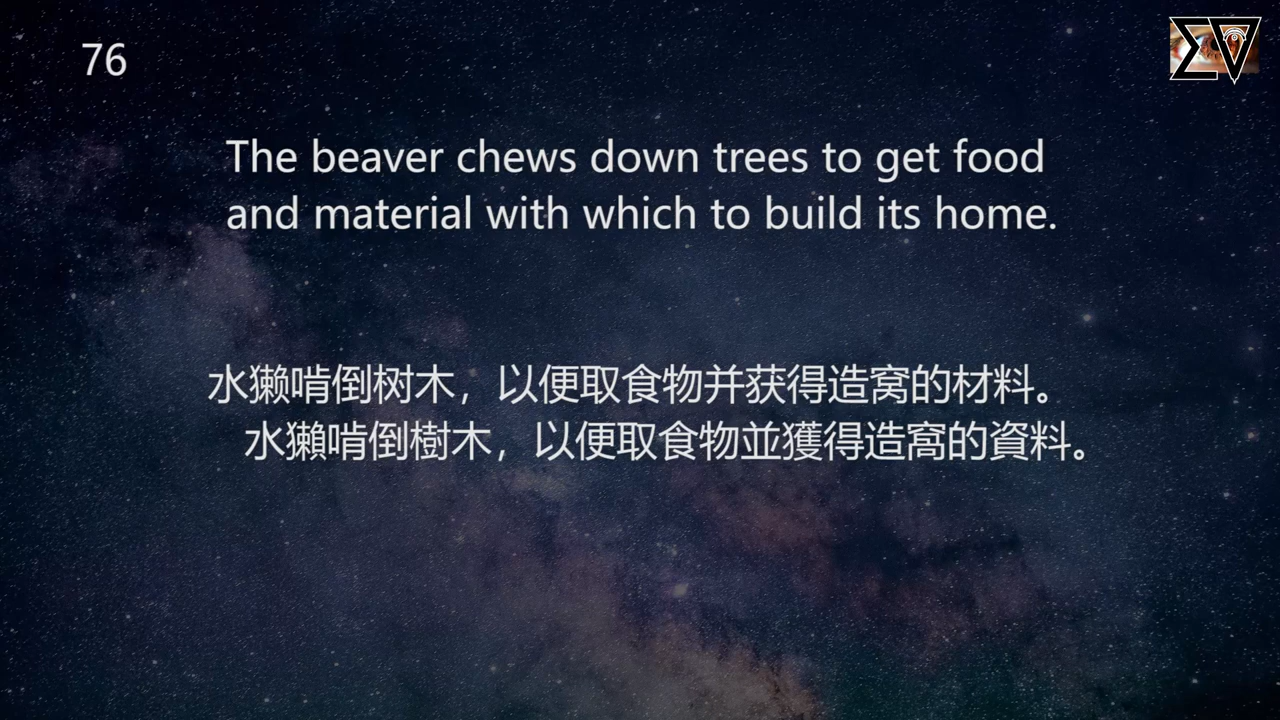 76
The beaver chews down trees to get food
and material with which to build its home.
水獭啃倒树木，以便取食物并获得造窝的材料。
水獺啃倒樹木，以便取食物並獲得造窩的資料。